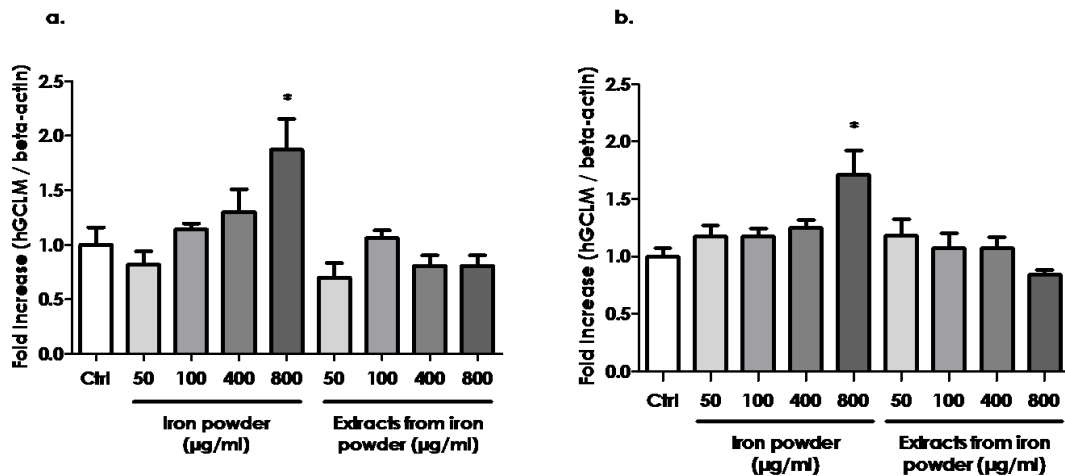 a.
Fold Increase (hGCLM / beta-actin)
2.5
2.0
1.5
1.0
0.5
0.0
*
Ctrl 50 100 400 800 50 100 400 800
Iron powder
(µg/ml)
Extracts from iron
powder (µg/ml)
b.
Fold Increase (hGCLM / beta-actin)
2.5
2.0
1.5
1.0
0.5
0.0
*
Ctrl 50 100 400 800 50 100 400 800
Iron powder
(µg/ml)
Extracts from iron
powder (µg/ml)